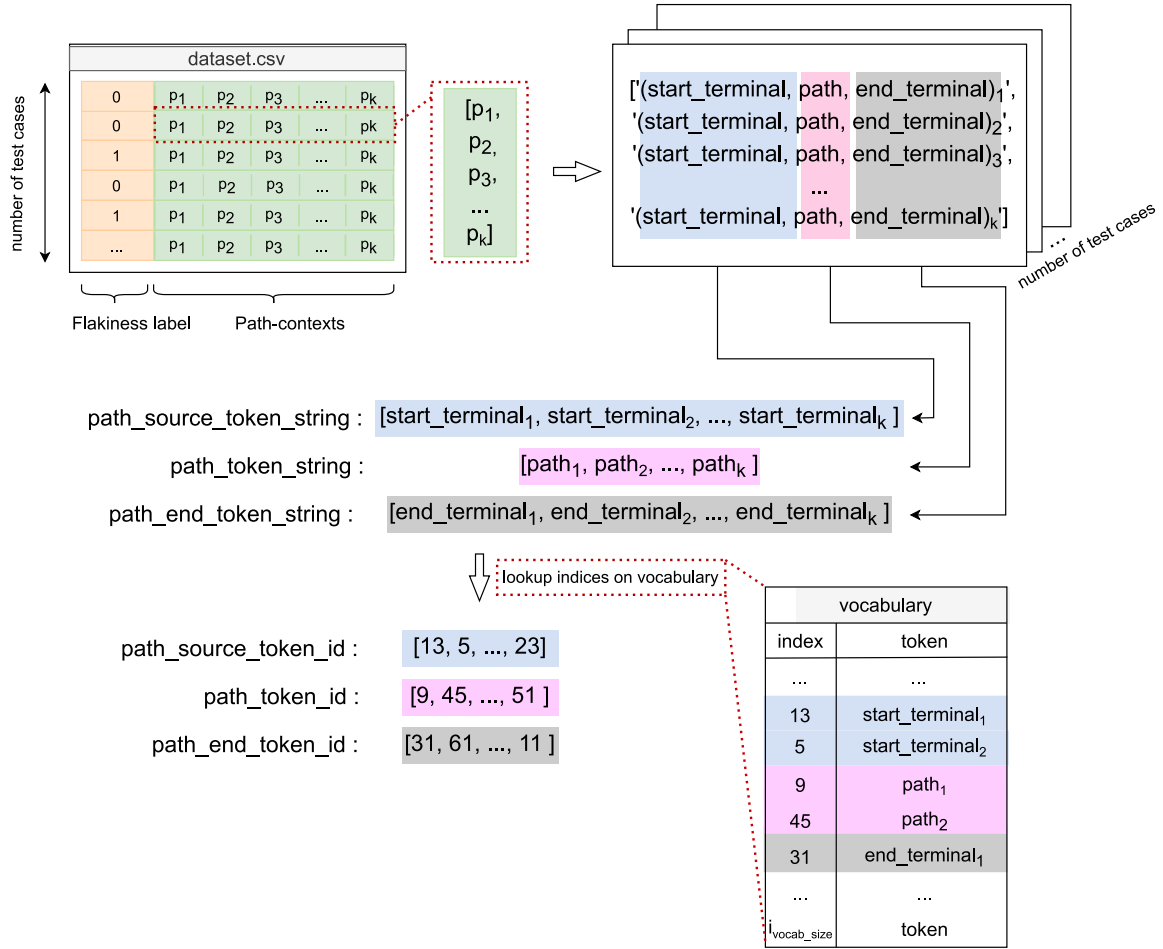 dataset.csv
number of test cases
0 p1 p2 p3 ... pk
0 p1 p2 p3 ... pk
1 p1 p2 p3 ... pk
0 p1 p2 p3 ... pk
1 p1 p2 p3 ... pk
... p1 p2 p3 ... pk
Flakiness label
Path-contexts
[p1,
p2,
p3,
...
pk]
['(start_terminal, path, end_terminal)1',
'(start_terminal, path, end_terminal)2',
'(start_terminal, path, end_terminal)3',
...
'(start_terminal, path, end_terminal)k']
...
number of test cases
path_source_token_string : [start_terminal1, start_terminal2, ..., start_terminalk ]
path_token_string : [path1, path2, ..., pathk ]
path_end_token_string : [end_terminal1, end_terminal2, ..., end_terminalk ]
lookup indices on vocabulary
path_source_token_id : [13, 5, ..., 23]
path_token_id : [9, 45, ..., 51 ]
path_end_token_id : [31, 61, ..., 11 ]
vocabulary
index token
... ...
13 start_terminal1
5 start_terminal2
9 path1
45 path2
31 end_terminal1
... ...
ivocab_size token